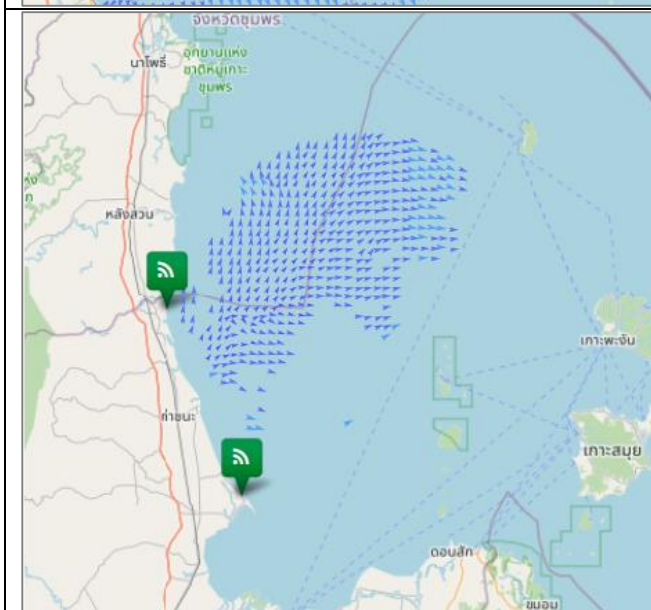 จังหวัดชุมพร
นาโพธิ์
อุทยานแห่ง
ชาติหมู่เกาะ
ชุมพร
หลังสวน
เกาะพะงัน
ท่าชนะ
เกาะสมุย
ดอนสัก
ขนอม